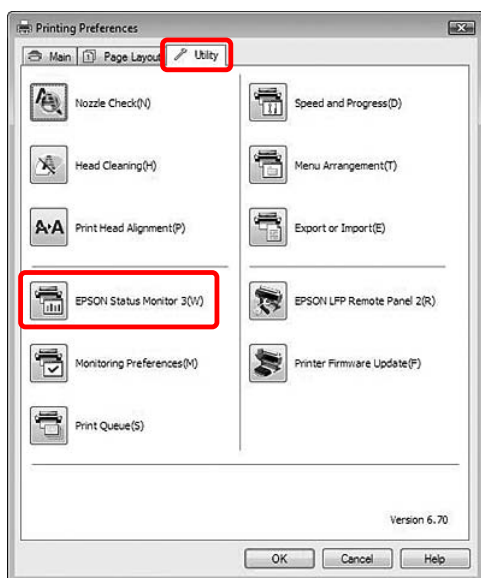 Printing Preferences
Main Page Layout Utility
Nozzle Check(N)
Speed and Progress(D)
Head Cleaning(H)
Menu Arrangement(T)
A A Print Head Alignment(P)
Export or Import(E)
EPSON Status Monitor 3(W)
EPSON LFP Remote Panel 2(R)
Monitoring Preferences(M)
Printer Firmware Update(F)
Print Queue(S)
Version 6.70
OK Cancel Help